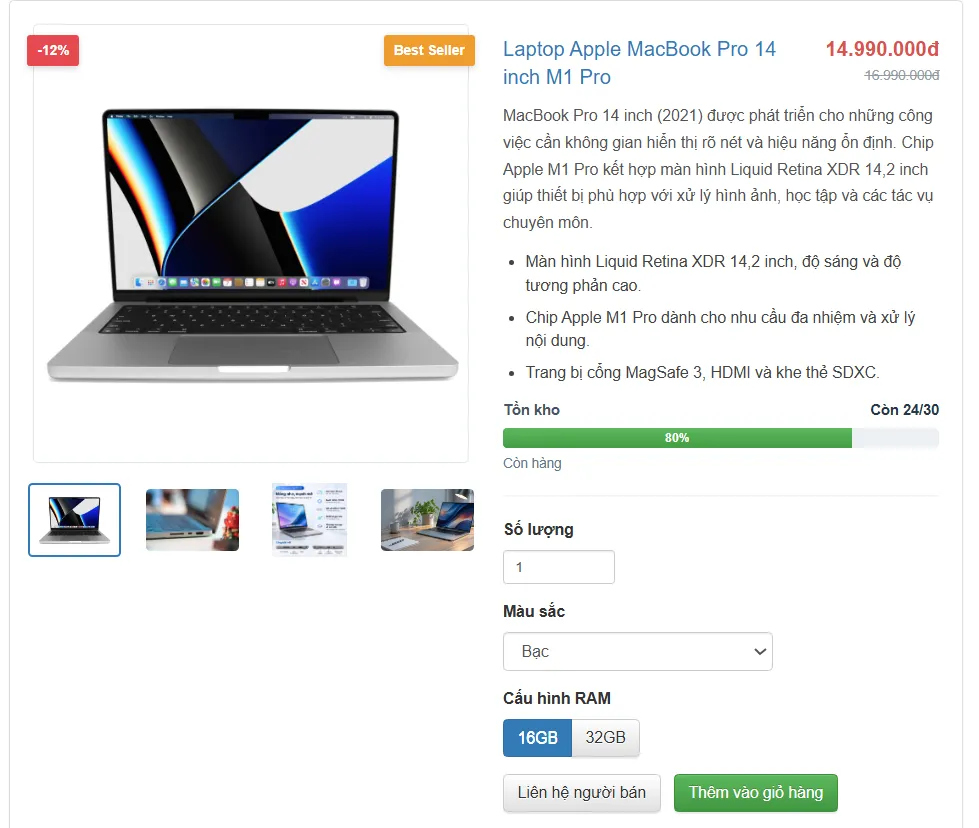 -12%
Best Seller
Laptop Apple MacBook Pro 14
inch M1 Pro
14.990.000đ
16.990.000đ
MacBook Pro 14 inch (2021) được phát triển cho những công
việc cần không gian hiển thị rõ nét và hiệu năng ổn định. Chip
Apple M1 Pro kết hợp màn hình Liquid Retina XDR 14,2 inch
giúp thiết bị phù hợp với xử lý hình ảnh, học tập và các tác vụ
chuyên môn.
• Màn hình Liquid Retina XDR 14,2 inch, độ sáng và độ
tương phản cao.
• Chip Apple M1 Pro dành cho nhu cầu đa nhiệm và xử lý
nội dung.
• Trang bị cổng MagSafe 3, HDMI và khe thẻ SDXC.
Tồn kho
Còn 24/30
80%
Còn hàng
Số lượng
1
Màu sắc
Bạc
Cấu hình RAM
16GB
32GB
Liên hệ người bán
Thêm vào giỏ hàng